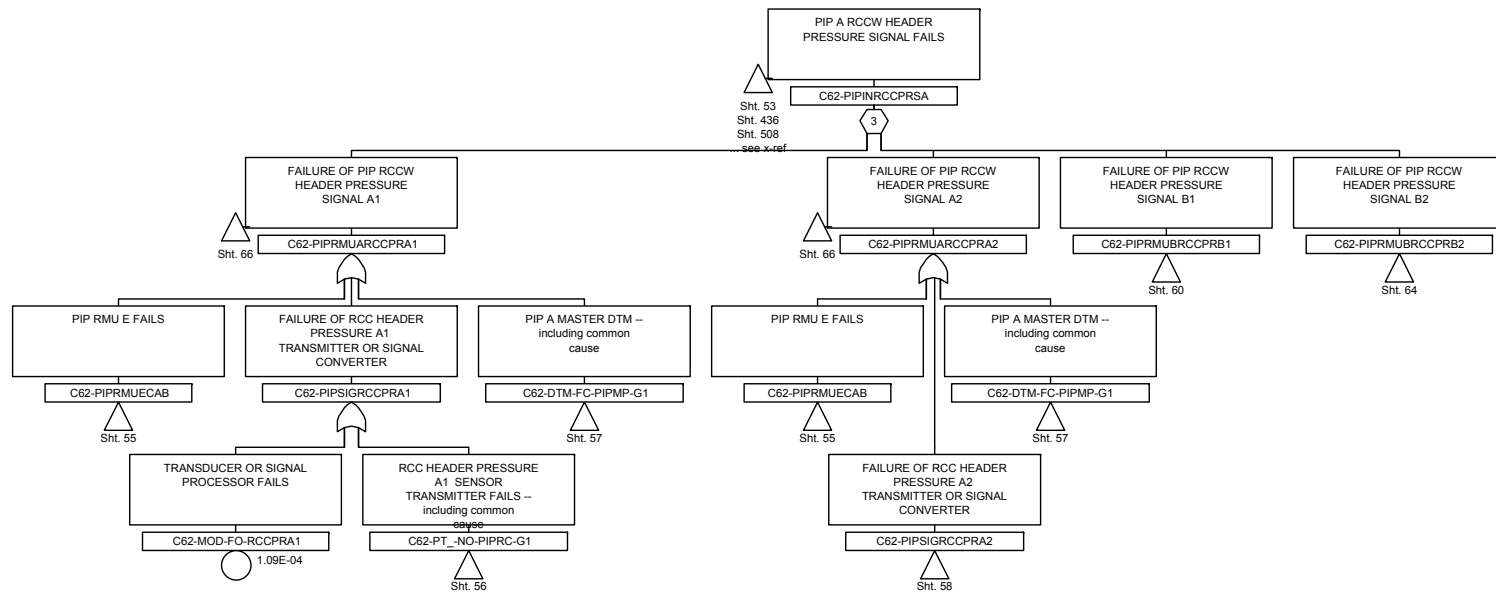 PIP A RCCW HEADER
PRESSURE SIGNAL FAILS
C62-PIPINRCCPRSA
Sht. 53
Sht. 436
Sht. 508
... see x-ref
3
FAILURE OF PIP RCCW
HEADER PRESSURE
SIGNAL A1
Sht. 66
C62-PIPRMUARCCPRA1
FAILURE OF PIP RCCW
HEADER PRESSURE
SIGNAL A2
Sht. 66
C62-PIPRMUARCCPRA2
FAILURE OF PIP RCCW
HEADER PRESSURE
SIGNAL B1
C62-PIPRMUBRCCPRB1
Sht. 60
FAILURE OF PIP RCCW
HEADER PRESSURE
SIGNAL B2
C62-PIPRMUBRCCPRB2
Sht. 64
PIP RMU E FAILS
C62-PIPRMUECAB
Sht. 55
FAILURE OF RCC HEADER
PRESSURE A1
TRANSMITTER OR SIGNAL
CONVERTER
C62-PIPSIGRCCPRA1
PIP A MASTER DTM --
including common
cause
C62-DTM-FC-PIPMP-G1
Sht. 57
PIP RMU E FAILS
C62-PIPRMUECAB
Sht. 55
PIP A MASTER DTM --
including common
cause
C62-DTM-FC-PIPMP-G1
Sht. 57
TRANSDUCER OR SIGNAL
PROCESSOR FAILS
C62-MOD-FO-RCCPRA1
1.09E-04
RCC HEADER PRESSURE
A1 SENSOR
TRANSMITTER FAILS --
including common
cause
C62-PT_-NO-PIPRC-G1
Sht. 56
FAILURE OF RCC HEADER
PRESSURE A2
TRANSMITTER OR SIGNAL
CONVERTER
C62-PIPSIGRCCPRA2
Sht. 58